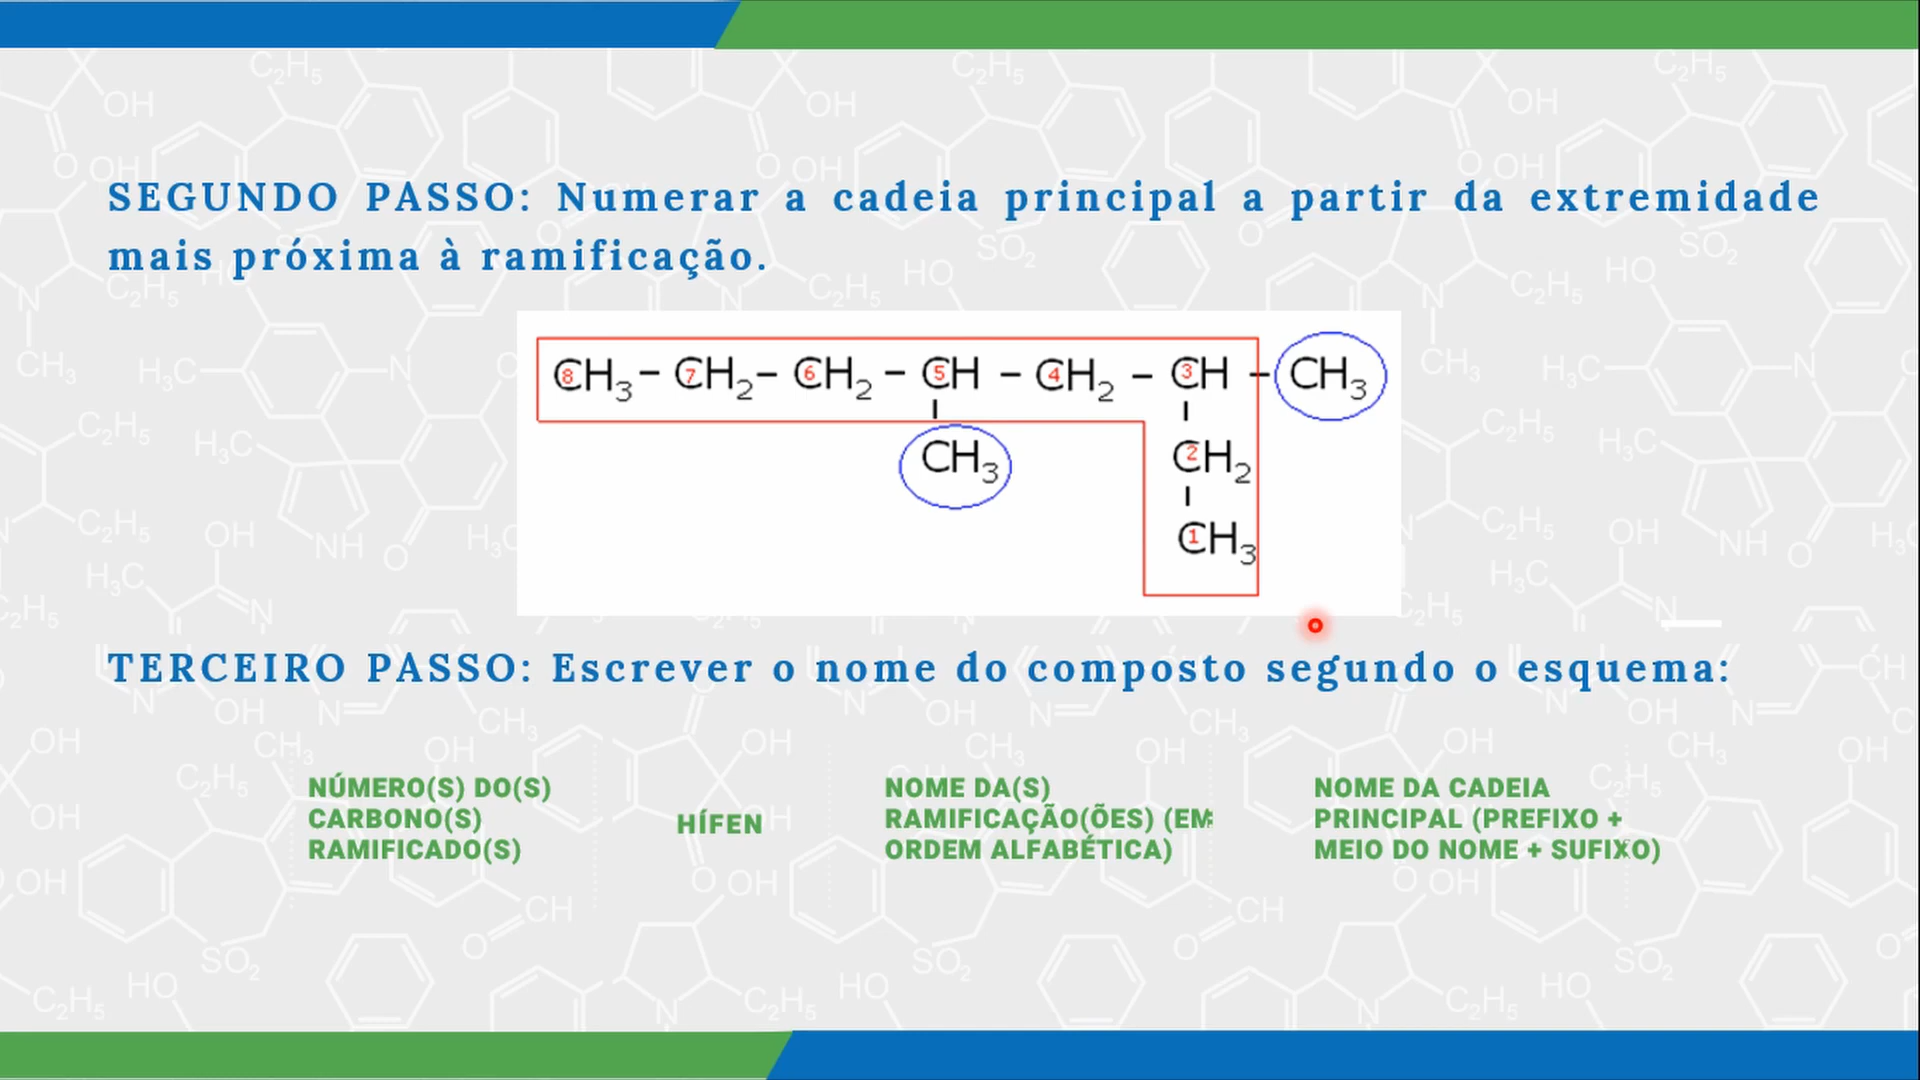 SEGUNDO PASSO: Numerar a cadeia principal a partir da extremidade
mais próxima à ramificação.
CH3 – CH2 – CH2 – CH – CH2 – CH – CH3
8 7 6 5 4 3
CH3 CH2
2
CH3
1
TERCEIRO PASSO: Escrever o nome do composto segundo o esquema:
NÚMERO(S) DO(S)
CARBONO(S)
RAMIFICADO(S)
HÍFEN
NOME DA(S)
RAMIFICAÇÃO(ÕES) (EM
ORDEM ALFABÉTICA)
NOME DA CADEIA
PRINCIPAL (PREFIXO +
MEIO DO NOME + SUFIXO)